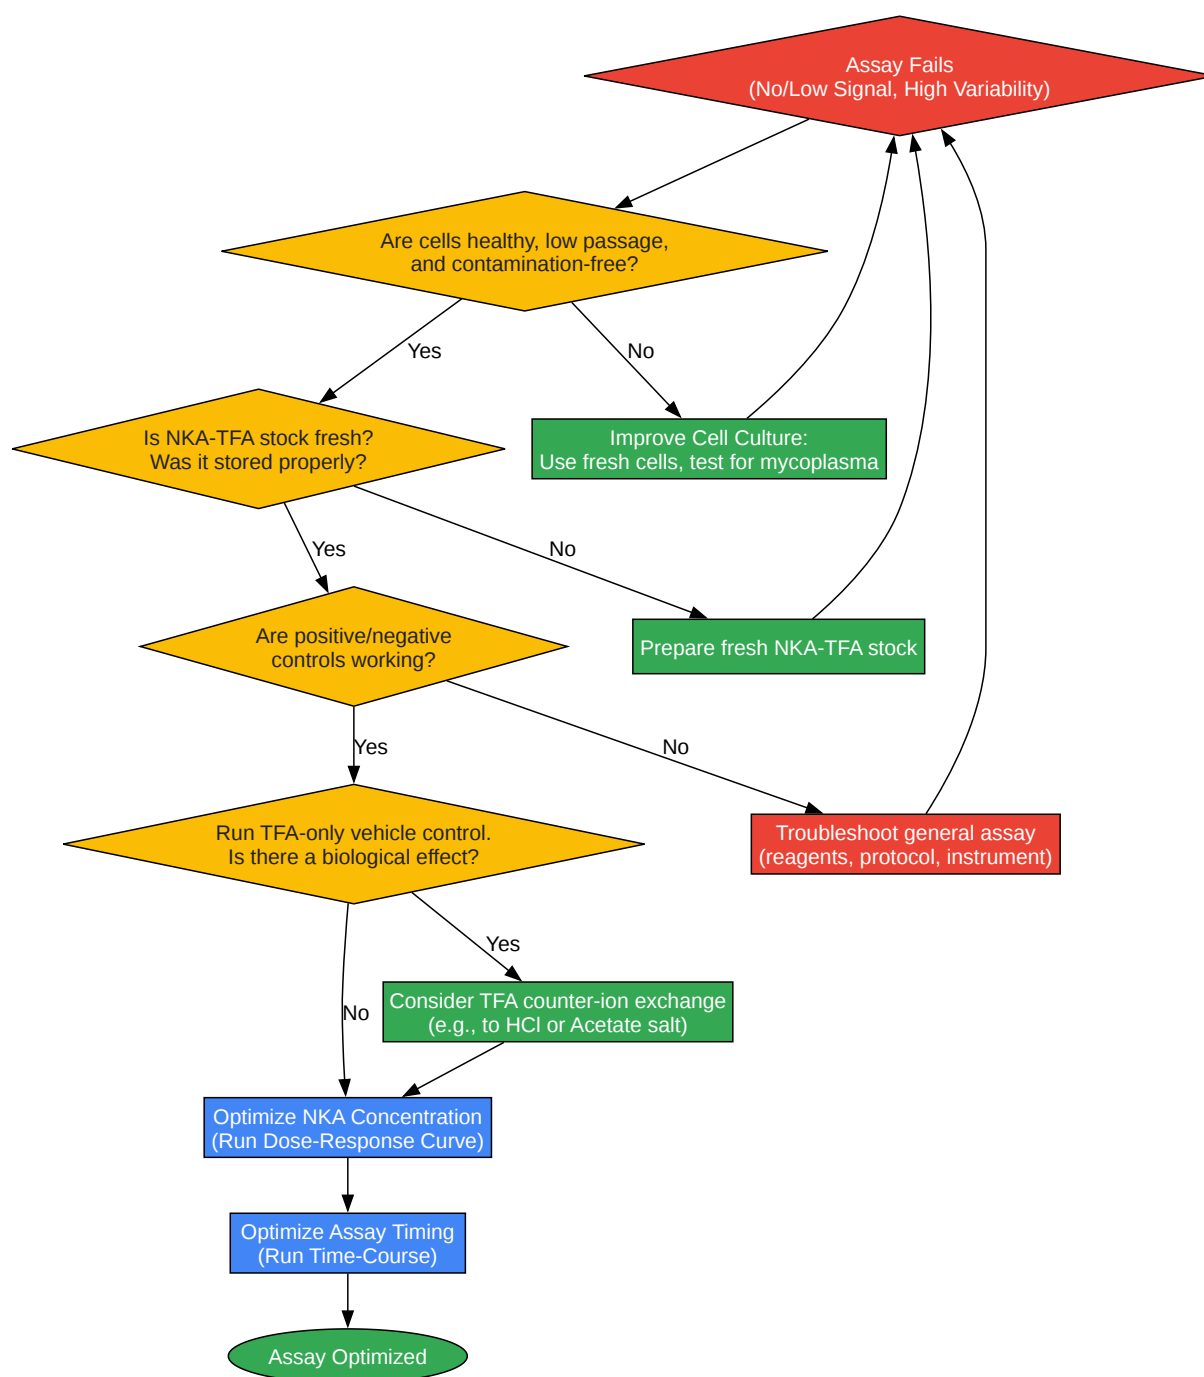 Assay Fails
(No/Low Signal, High Variability)
Are cells healthy, low passage,
and contamination-free?
Yes
No
Is NKA-TFA stock fresh?
Was it stored properly?
Improve Cell Culture:
Use fresh cells, test for mycoplasma
Yes
No
Are positive/negative
controls working?
Prepare fresh NKA-TFA stock
Yes
No
Run TFA-only vehicle control.
Is there a biological effect?
Troubleshoot general assay
(reagents, protocol, instrument)
Yes
No
Consider TFA counter-ion exchange
(e.g., to HCl or Acetate salt)
Optimize NKA Concentration
(Run Dose-Response Curve)
Optimize Assay Timing
(Run Time-Course)
Assay Optimized